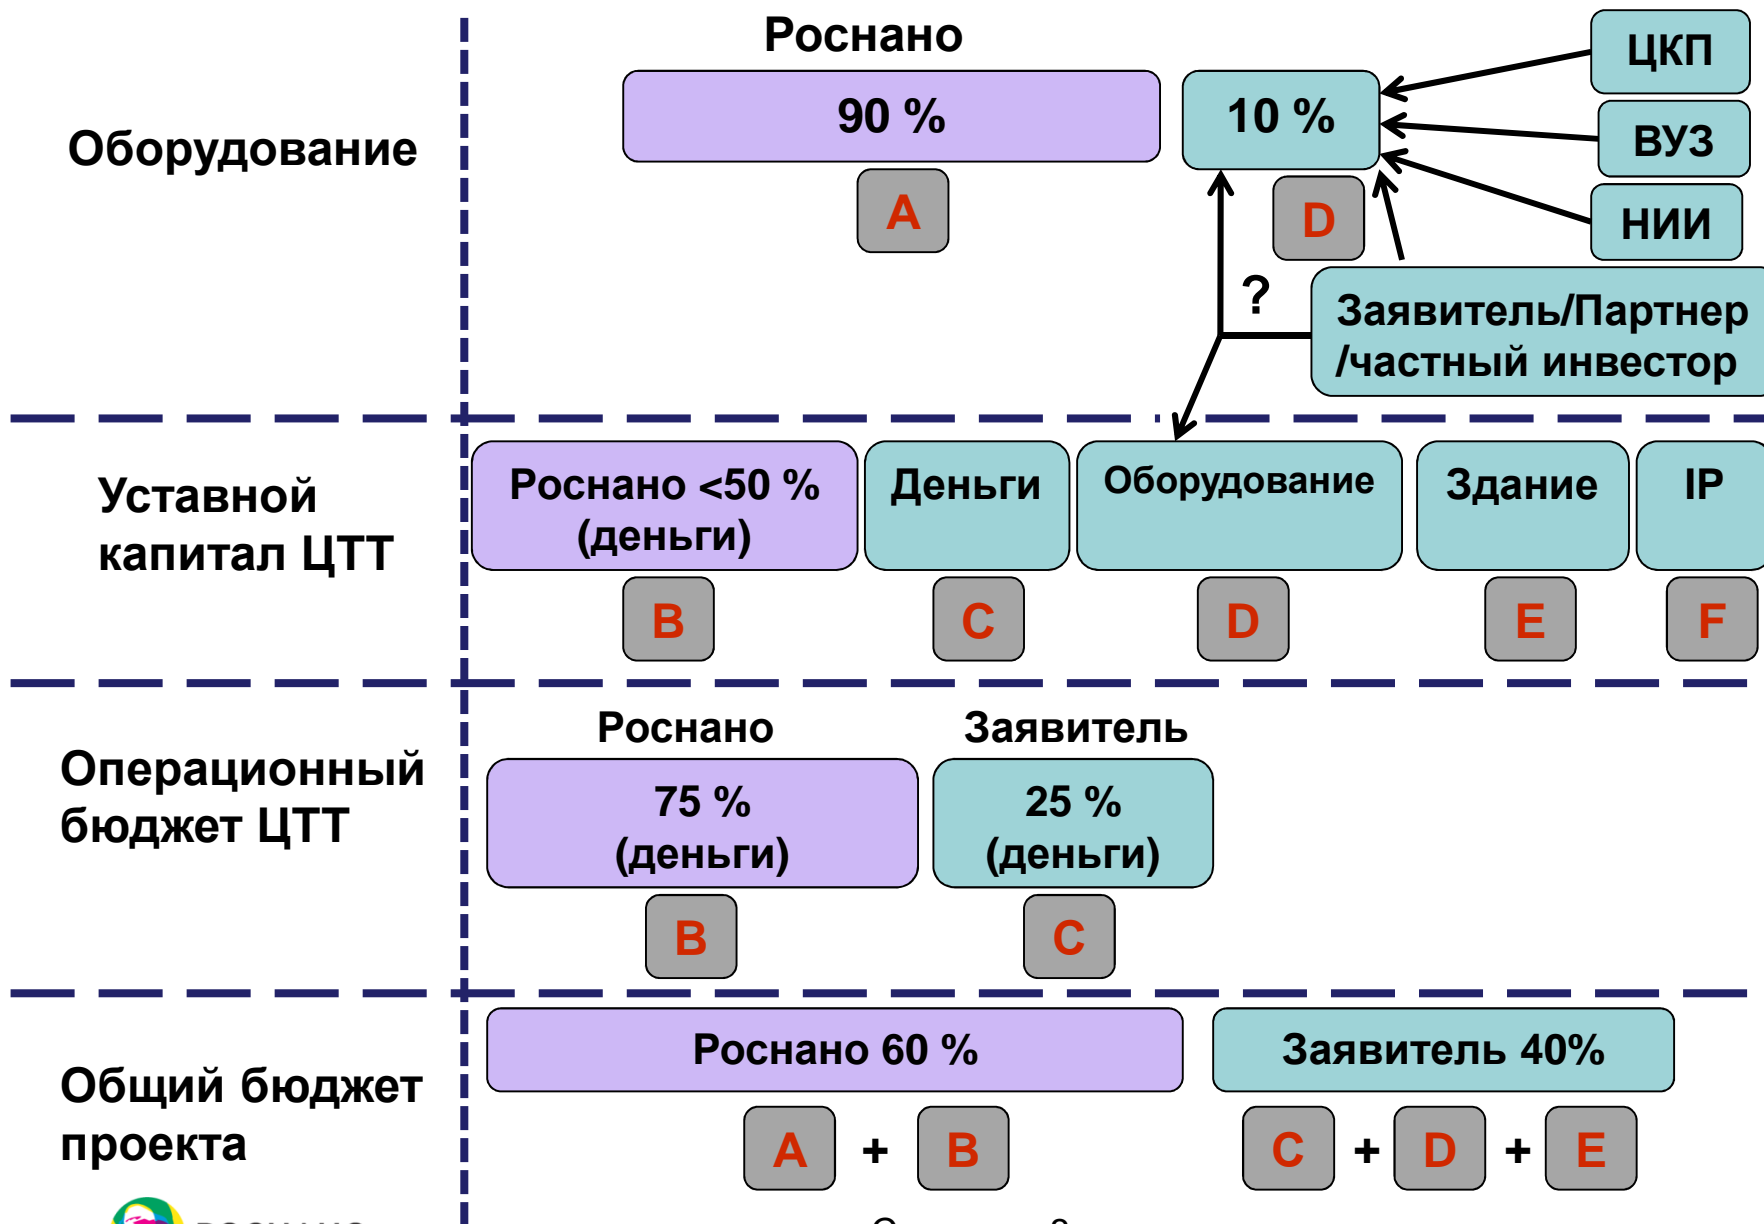 Роснано
Оборудование
90 %
10 %
ЦКП
ВУЗ
НИИ
A
D
?
Заявитель/Партнер
/частный инвестор
Уставной
капитал ЦТТ
Роснано <50 %
(деньги)
Деньги
Оборудование
Здание
IP
B
C
D
E
F
Операционный
бюджет ЦТТ
Роснано
Заявитель
75 %
(деньги)
25 %
(деньги)
B
C
Общий бюджет
проекта
Роснано 60 %
Заявитель 40%
A + B
C + D + E